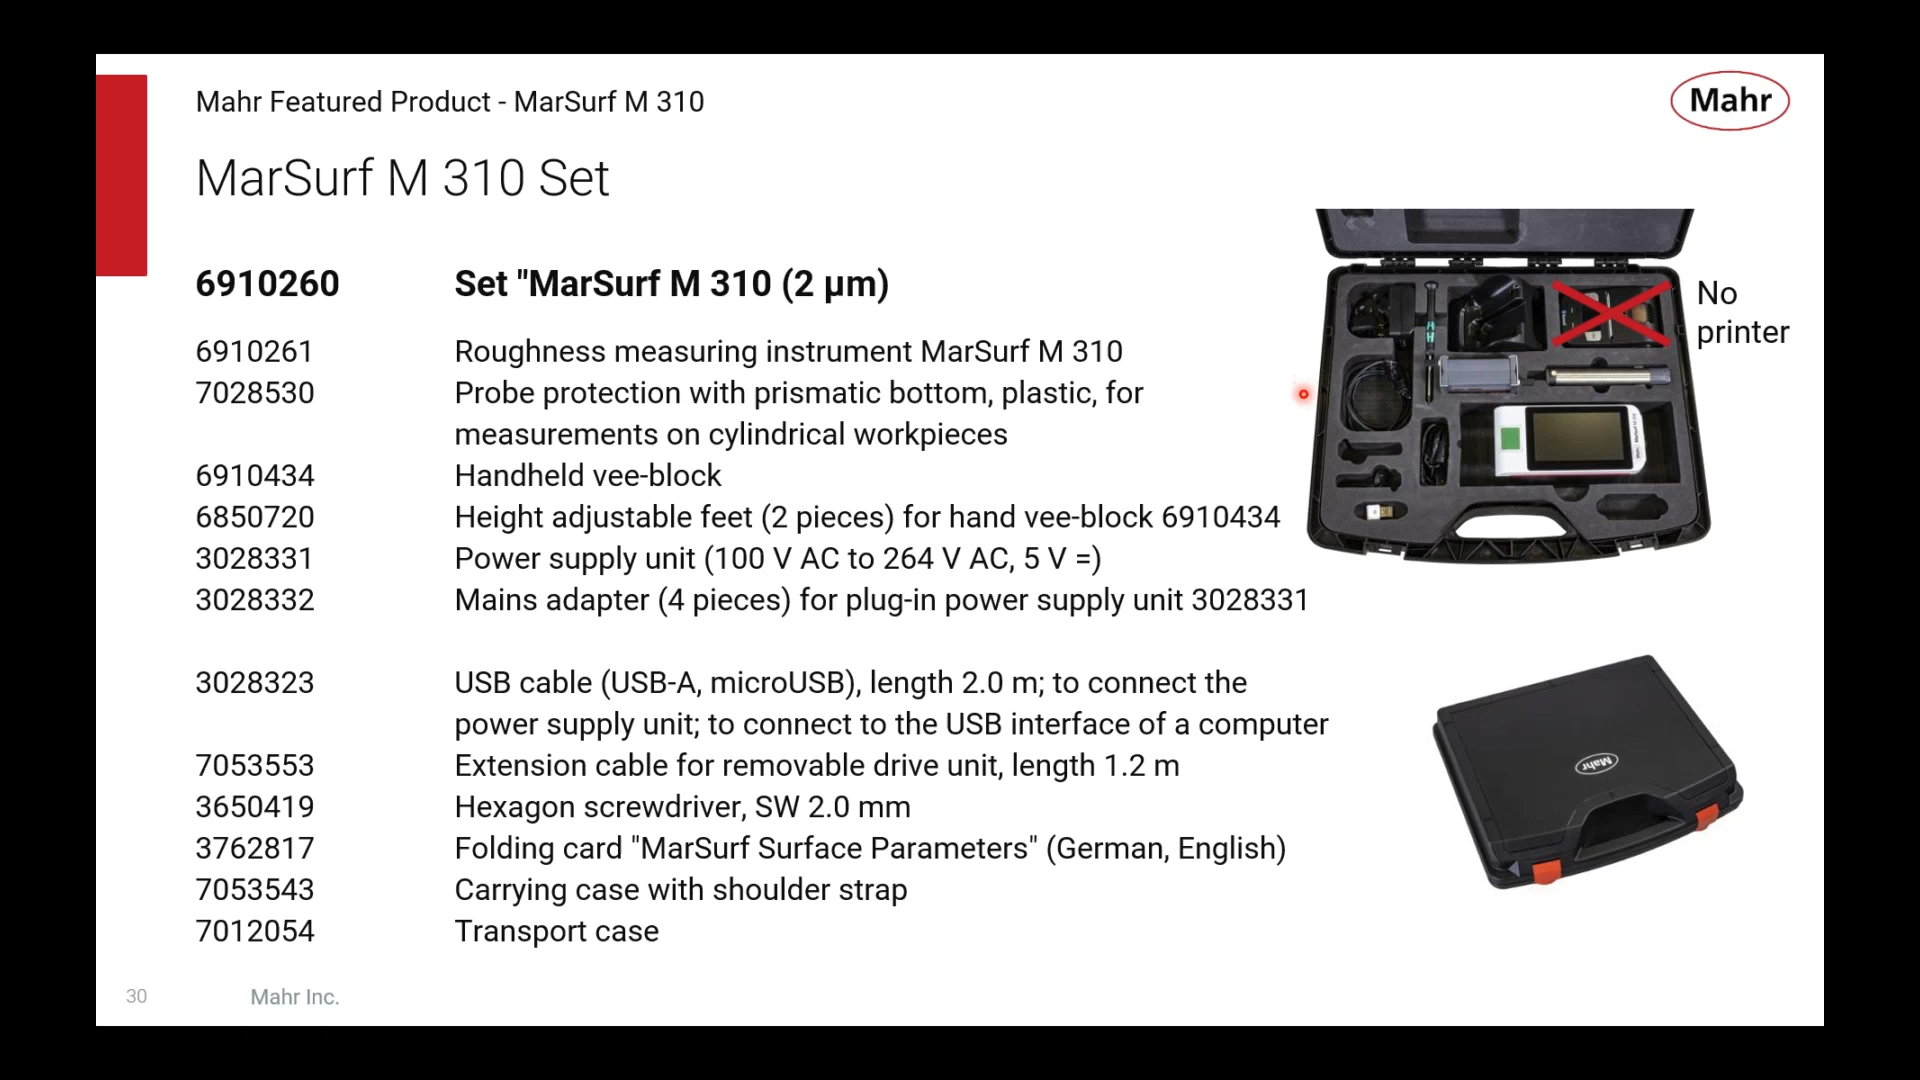 Mahr Featured Product - MarSurf M 310
Mahr
MarSurf M 310 Set
6910260 Set "MarSurf M 310 (2 µm)
6910261 Roughness measuring instrument MarSurf M 310
7028530 Probe protection with prismatic bottom, plastic, for
measurements on cylindrical workpieces
6910434 Handheld vee-block
6850720 Height adjustable feet (2 pieces) for hand vee-block 6910434
3028331 Power supply unit (100 V AC to 264 V AC, 5 V =)
3028332 Mains adapter (4 pieces) for plug-in power supply unit 3028331
3028323 USB cable (USB-A, microUSB), length 2.0 m; to connect the
power supply unit; to connect to the USB interface of a computer
7053553 Extension cable for removable drive unit, length 1.2 m
3650419 Hexagon screwdriver, SW 2.0 mm
3762817 Folding card "MarSurf Surface Parameters" (German, English)
7053543 Carrying case with shoulder strap
7012054 Transport case
No
printer
Mahr
30 Mahr Inc.